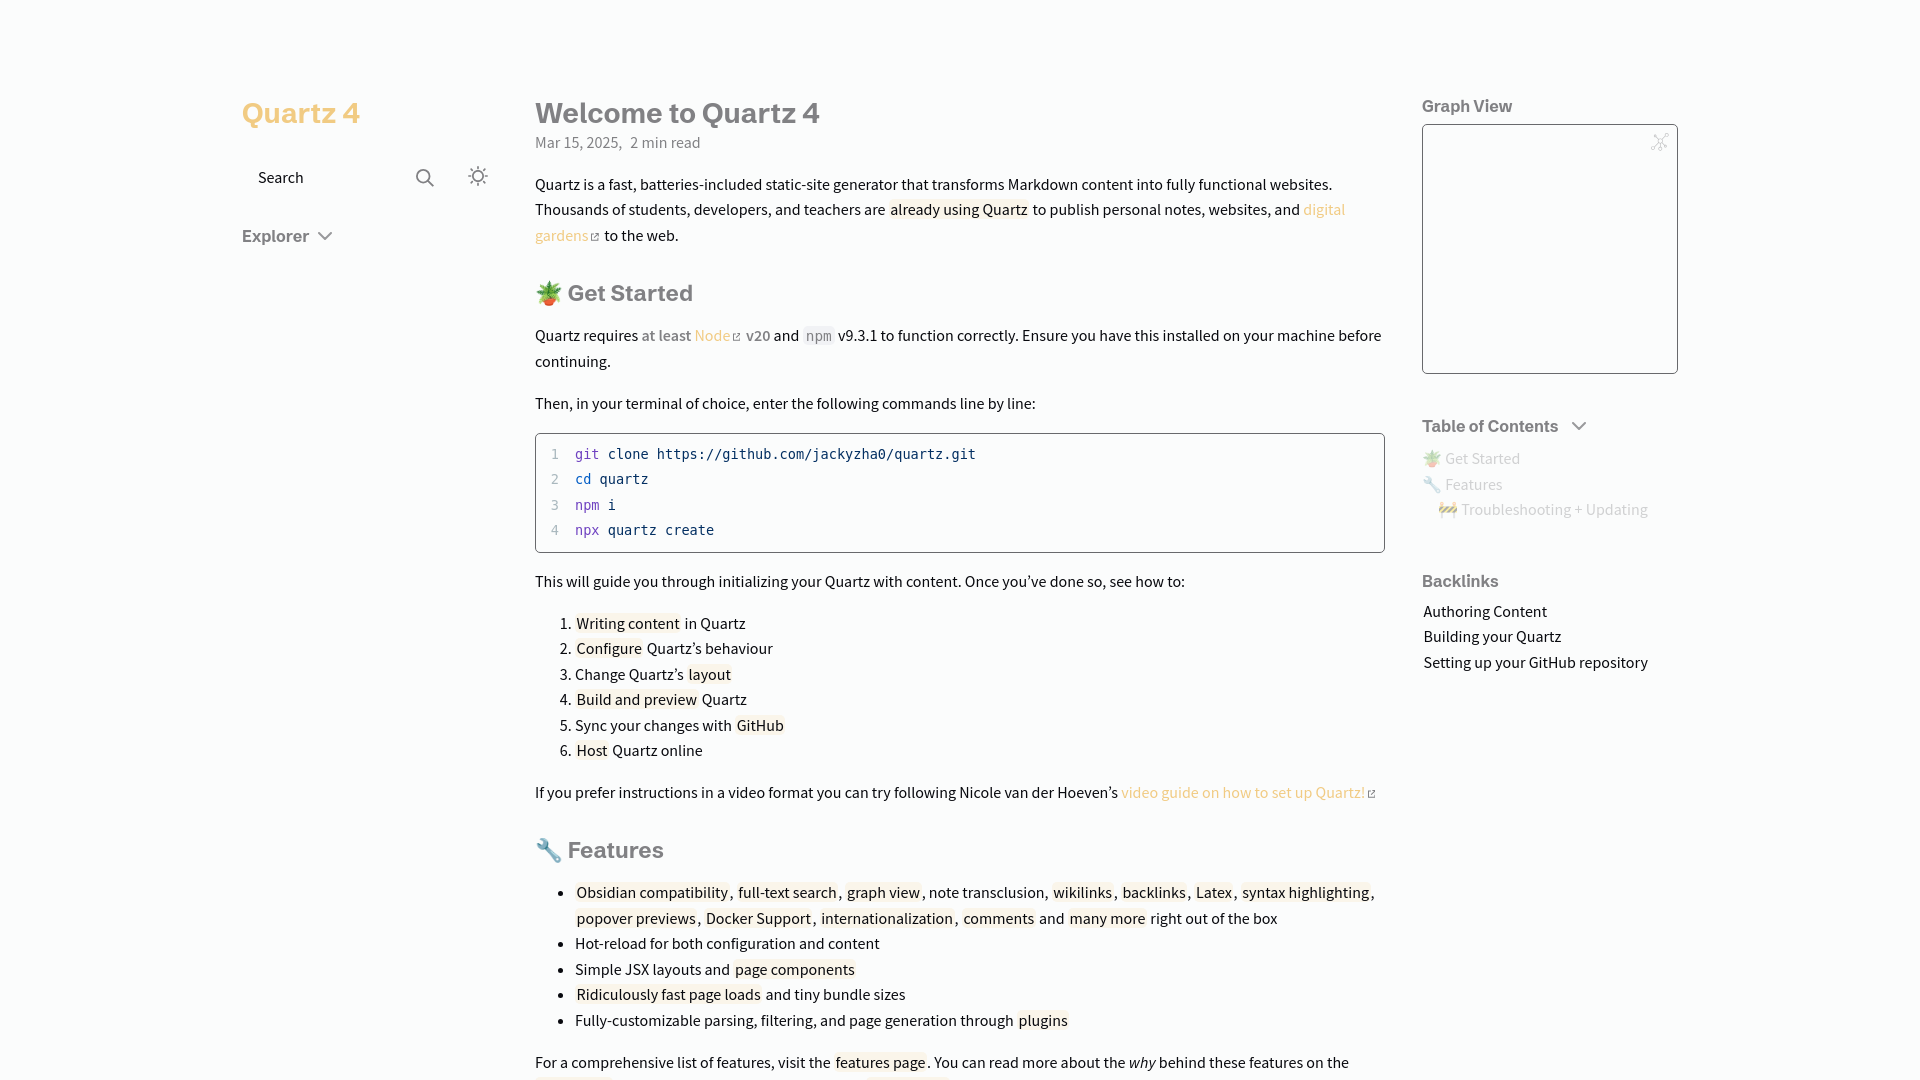 Quartz 4
Search
Explorer
Welcome to Quartz 4
Mar 15, 2025, 2 min read
Quartz is a fast, batteries-included static-site generator that transforms Markdown content into fully functional websites.
Thousands of students, developers, and teachers are already using Quartz to publish personal notes, websites, and digital
gardens to the web.
🪴 Get Started
Quartz requires at least Node v20 and npm v9.3.1 to function correctly. Ensure you have this installed on your machine before
continuing.
Then, in your terminal of choice, enter the following commands line by line:
1 git clone https://github.com/jackyzha0/quartz.git
2 cd quartz
3 npm i
4 npx quartz create
This will guide you through initializing your Quartz with content. Once you’ve done so, see how to:
1. Writing content in Quartz
2. Configure Quartz’s behaviour
3. Change Quartz’s layout
4. Build and preview Quartz
5. Sync your changes with GitHub
6. Host Quartz online
If you prefer instructions in a video format you can try following Nicole van der Hoeven’s video guide on how to set up Quartz!
🔧 Features
• Obsidian compatibility, full-text search, graph view, note transclusion, wikilinks, backlinks, Latex, syntax highlighting,
popover previews, Docker Support, internationalization, comments and many more right out of the box
• Hot-reload for both configuration and content
• Simple JSX layouts and page components
• Ridiculously fast page loads and tiny bundle sizes
• Fully-customizable parsing, filtering, and page generation through plugins
For a comprehensive list of features, visit the features page. You can read more about the why behind these features on the
Graph View
Table of Contents
🪴 Get Started
🔧 Features
🚧 Troubleshooting + Updating
Backlinks
Authoring Content
Building your Quartz
Setting up your GitHub repository